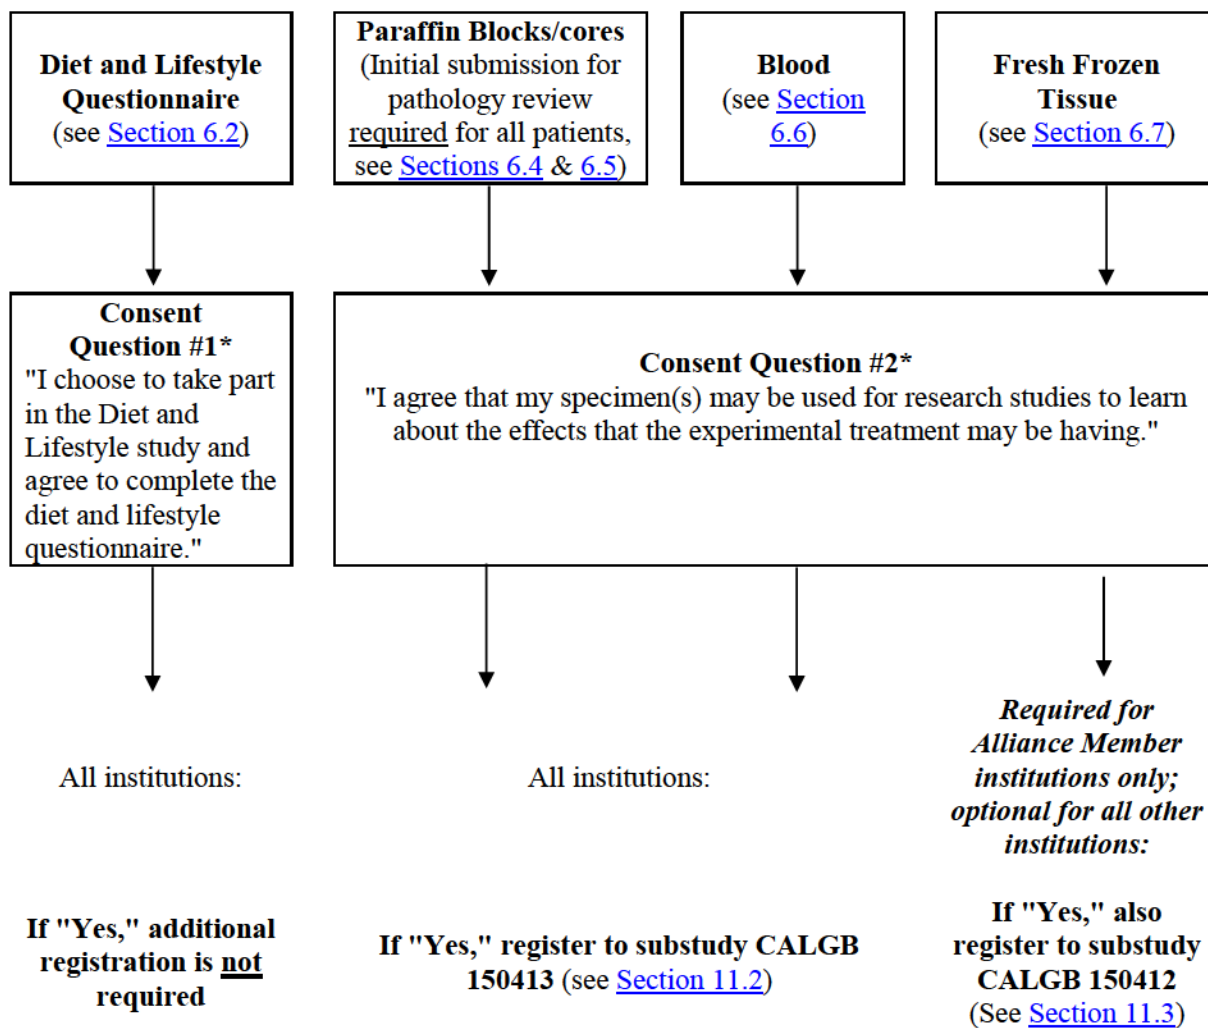 Diet and Lifestyle
Questionnaire
(see Section 6.2)
Paraffin Blocks/cores
(Initial submission for
pathology review
required for all patients,
see Sections 6.4 & 6.5)
Blood
(see Section
6.6)
Fresh Frozen
Tissue
(see Section 6.7)
Consent
Question #1*
"I choose to take part
in the Diet and
Lifestyle study and
agree to complete the
diet and lifestyle
questionnaire."
Consent Question #2*
"I agree that my specimen(s) may be used for research studies to learn
about the effects that the experimental treatment may be having."
All institutions:
All institutions:
Required for
Alliance Member
institutions only;
optional for all other
institutions:
If "Yes," additional
registration is not
required
If "Yes," register to substudy CALGB
150413 (see Section 11.2)
If "Yes," also
register to substudy
CALGB 150412
(See Section 11.3)